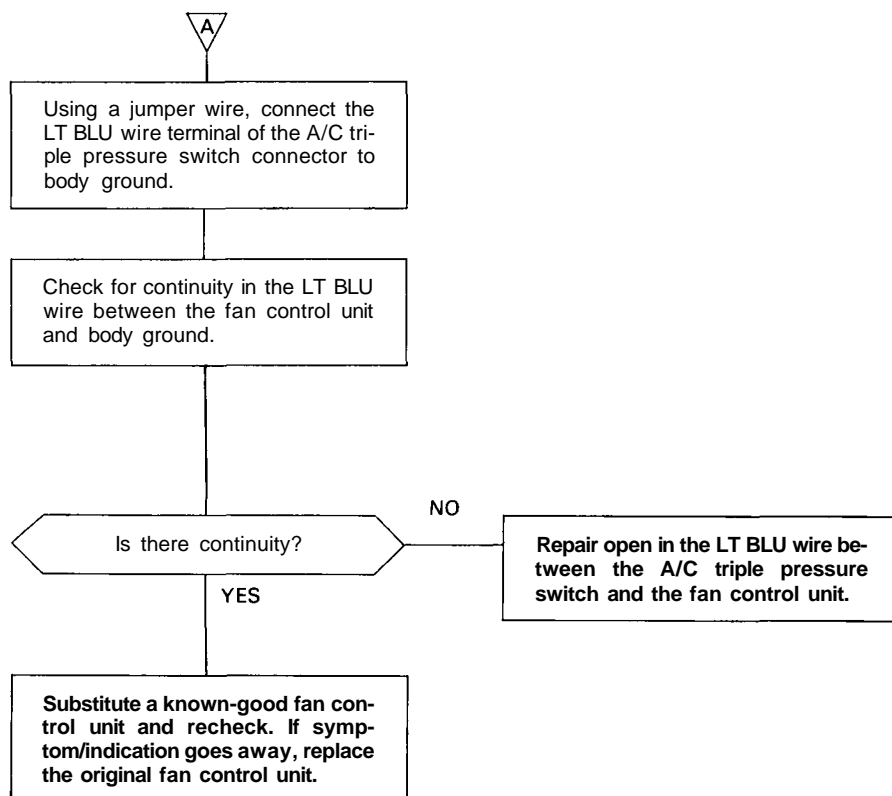 A
Using a jumper wire, connect the
LT BLU wire terminal of the A/C tri-
ple pressure switch connector to
body ground.
Check for continuity in the LT BLU
wire between the fan control unit
and body ground.
Is there continuity?
NO
Repair open in the LT BLU wire be-
tween the A/C triple pressure
switch and the fan control unit.
YES
Substitute a known-good fan con-
trol unit and recheck. If symp-
tom/indication goes away, replace
the original fan control unit.